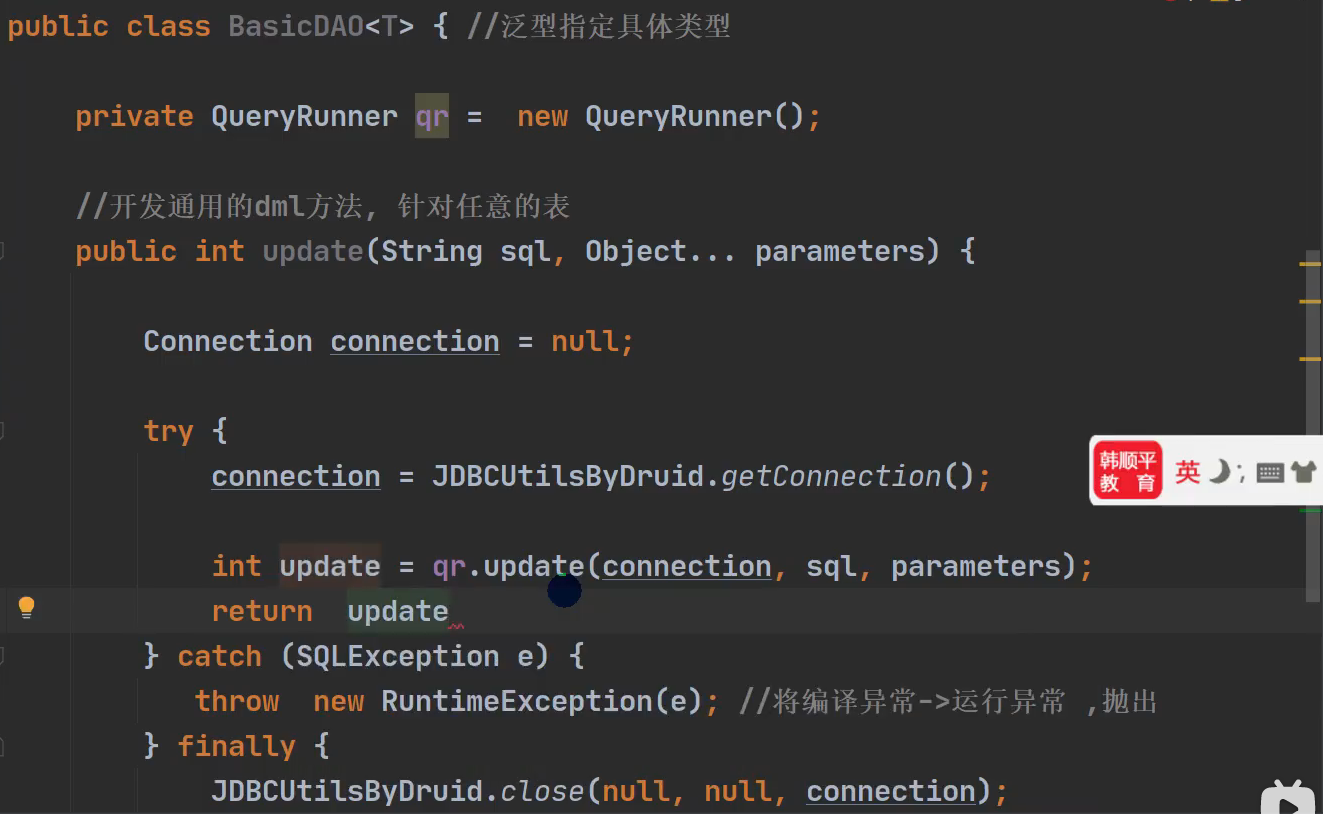 public class BasicDAO<T> { //泛型指定具体类型
private QueryRunner qr =  new QueryRunner();
//开发通用的dml方法, 针对任意的表
public int update(String sql, Object... parameters) {
Connection connection = null;
try {
connection = JDBCUtilsByDruid.getConnection();
int update = qr.update(connection, sql, parameters);
return  update
} catch (SQLException e) {
throw  new RuntimeException(e); //将编译异常->运行异常 ,抛出
} finally {
JDBCUtilsByDruid.close(null, null, connection);
韩顺平
教 育
英